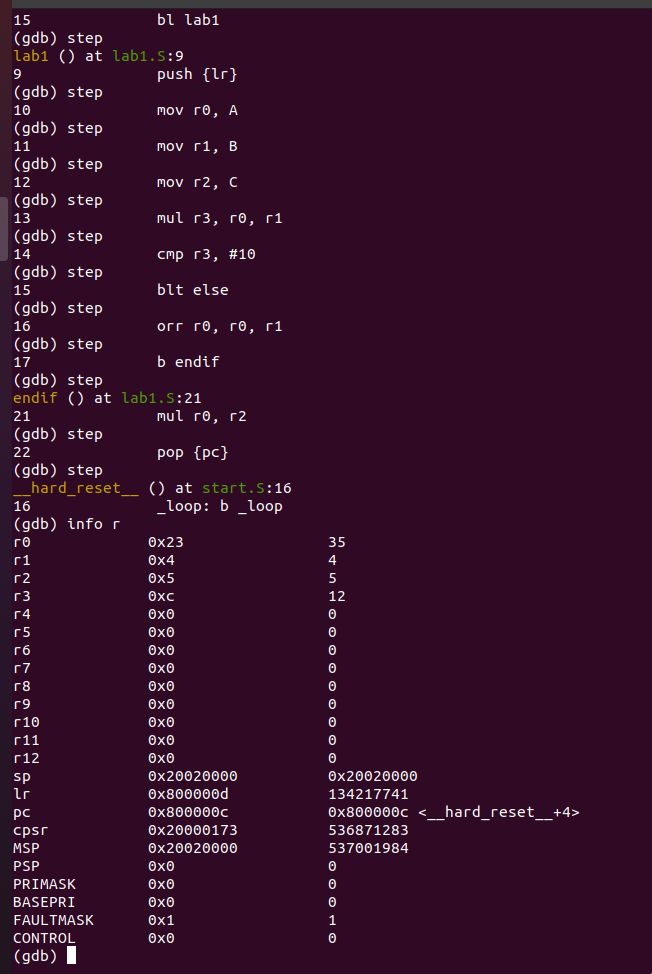 15              bl lab1
(gdb) step
lab1 () at lab1.S:9
9               push {lr}
(gdb) step
10              mov r0, A
(gdb) step
11              mov r1, B
(gdb) step
12              mov r2, C
(gdb) step
13              mul r3, r0, r1
(gdb) step
14              cmp r3, #10
(gdb) step
15              blt else
(gdb) step
16              orr r0, r0, r1
(gdb) step
17              b endif
(gdb) step
endif () at lab1.S:21
21              mul r0, r2
(gdb) step
22              pop {pc}
(gdb) step
__hard_reset__ () at start.S:16
16              _loop: b _loop
(gdb) info r
r0             0x23                35
r1             0x4                 4
r2             0x5                 5
r3             0xc                 12
r4             0x0                 0
r5             0x0                 0
r6             0x0                 0
r7             0x0                 0
r8             0x0                 0
r9             0x0                 0
r10            0x0                 0
r11            0x0                 0
r12            0x0                 0
sp             0x20020000          0x20020000
lr             0x800000d           134217741
pc             0x800000c           0x800000c <__hard_reset__+4>
cpsr           0x20000173          536871283
MSP            0x20020000          537001984
PSP            0x0                 0
PRIMASK        0x0                 0
BASEPRI        0x0                 0
FAULTMASK      0x1                 1
CONTROL        0x0                 0
(gdb)